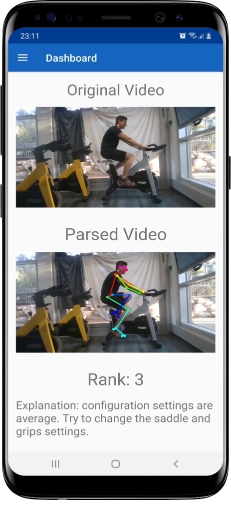 23:11
Dashboard
Original Video
Parsed Video
Rank: 3
Explanation: configuration settings are
average. Try to change the saddle and
grips settings.